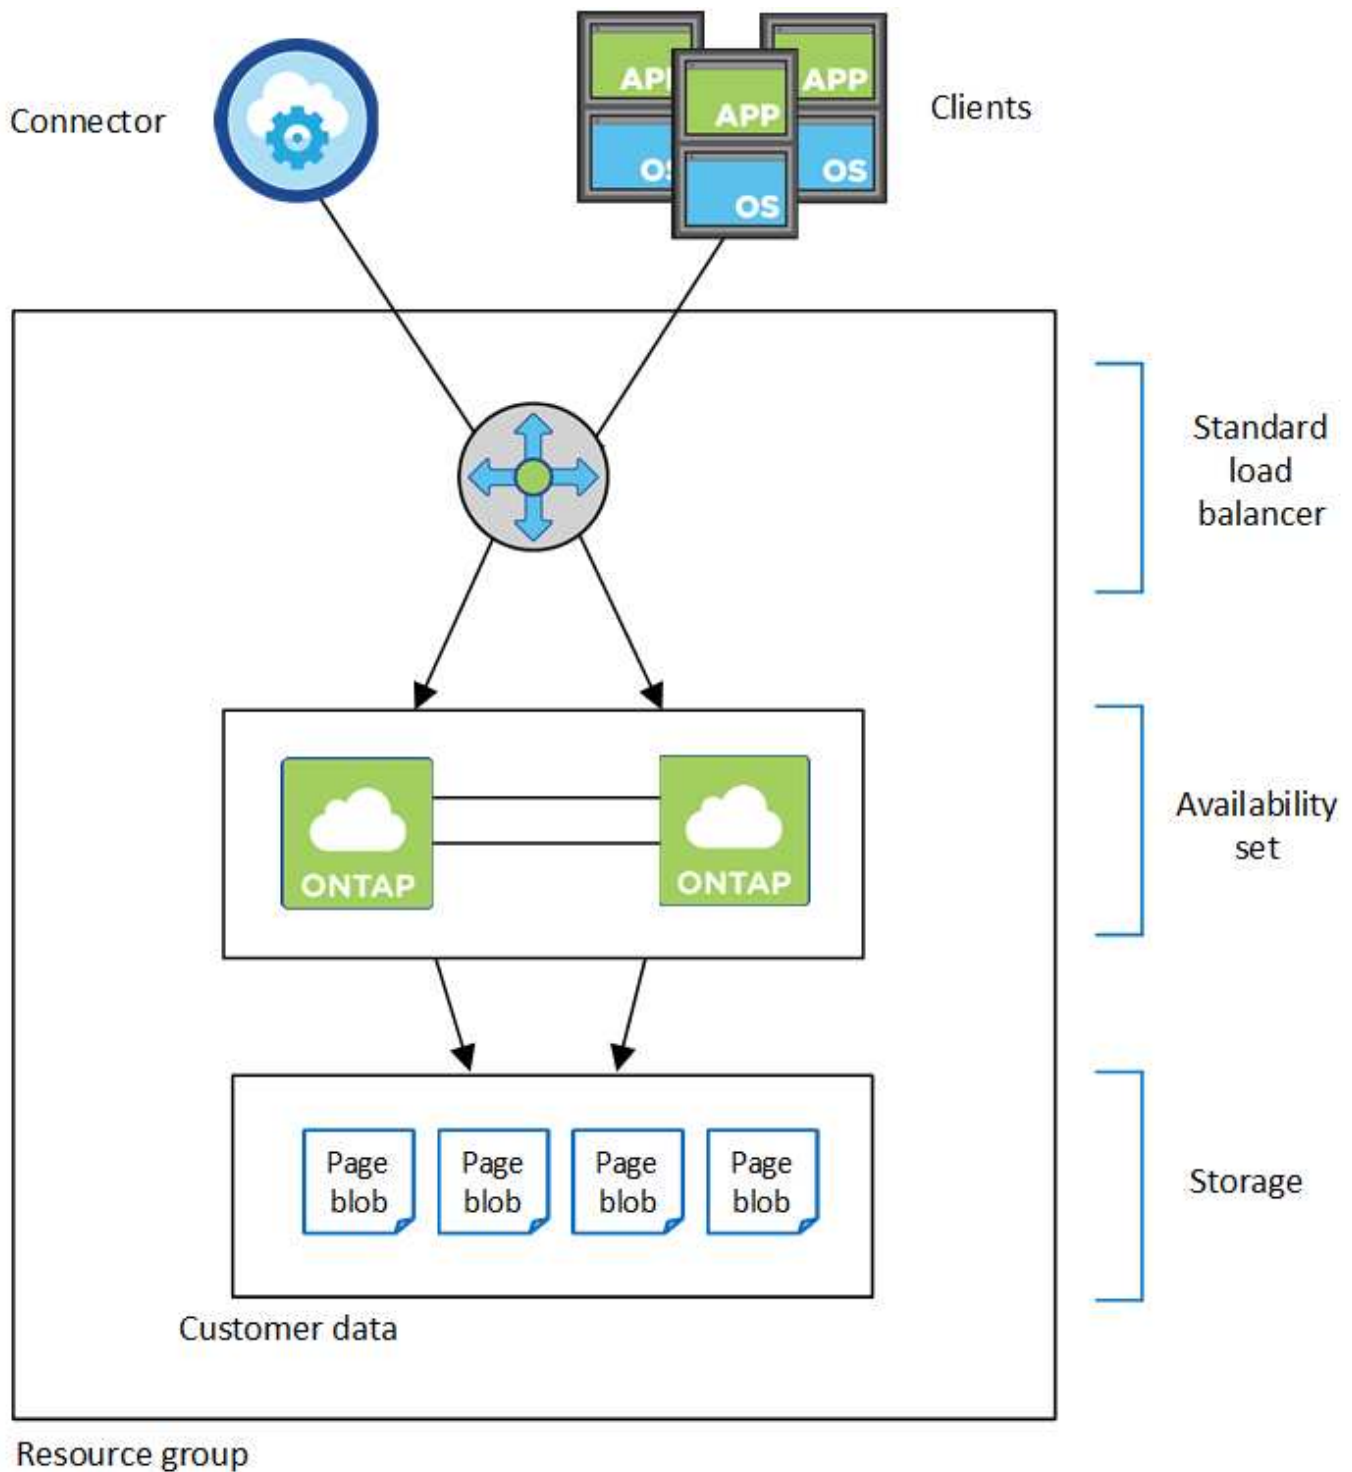 Connector
APP
APP
APP
OS
OS
OS
Clients
Standard
load
balancer
ONTAP
ONTAP
Availability
set
Page
blob
Page
blob
Page
blob
Page
blob
Storage
Customer data
Resource group